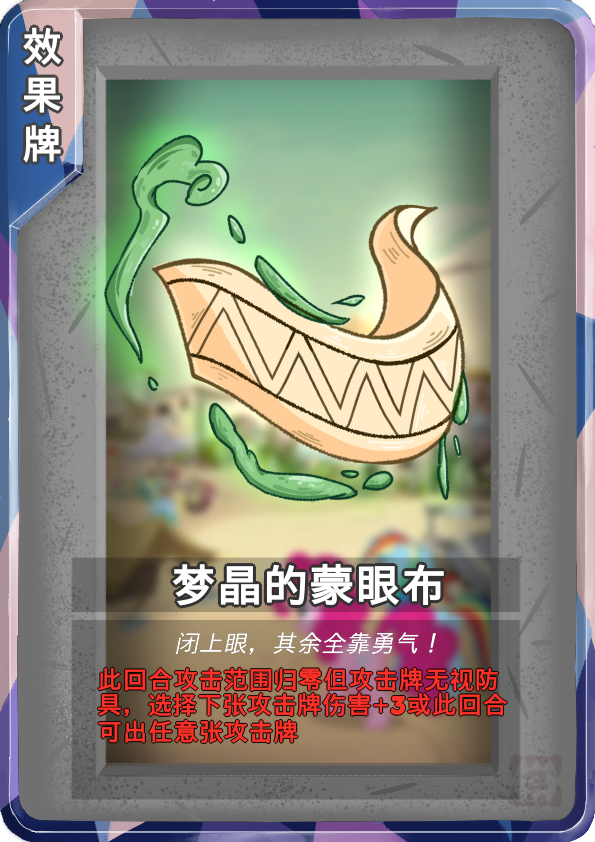 效果牌
梦晶的蒙眼布
闭上眼，其余全靠勇气！
此回合攻击范围归零但攻击牌无视防
具，选择下张攻击牌伤害+3或此回合
可出任意张攻击牌